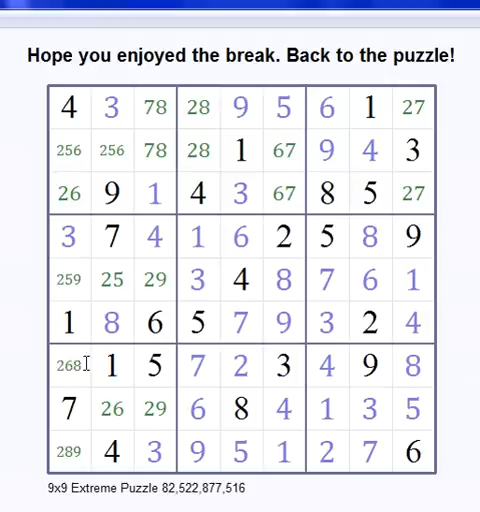 Hope you enjoyed the break. Back to the puzzle!
4 3 78 28 9 5 6 1 27
256 256 78 28 1 67 9 4 3
26 9 1 4 3 67 8 5 27
3 7 4 1 6 2 5 8 9
259 25 29 3 4 8 7 6 1
1 8 6 5 7 9 3 2 4
268 1 5 7 2 3 4 9 8
7 26 29 6 8 4 1 3 5
289 4 3 9 5 1 2 7 6
9x9 Extreme Puzzle 82,522,877,516